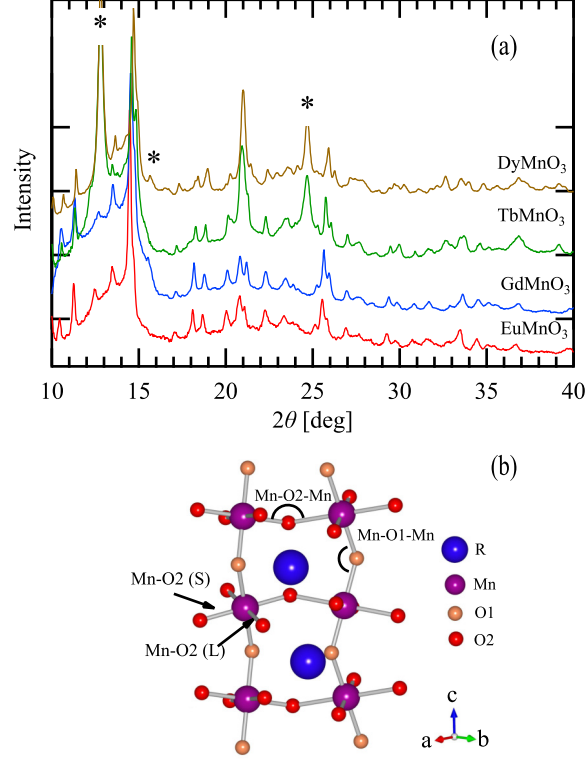 (a)
*
*
*
Intensity
DyMnO3
TbMnO3
GdMnO3
EuMnO3
10 15 20 25 30 35 40
2θ [deg]
(b)
Mn-O2-Mn
Mn-O1-Mn
Mn-O2 (S)
Mn-O2 (L)
R
Mn
O1
O2
c
a b